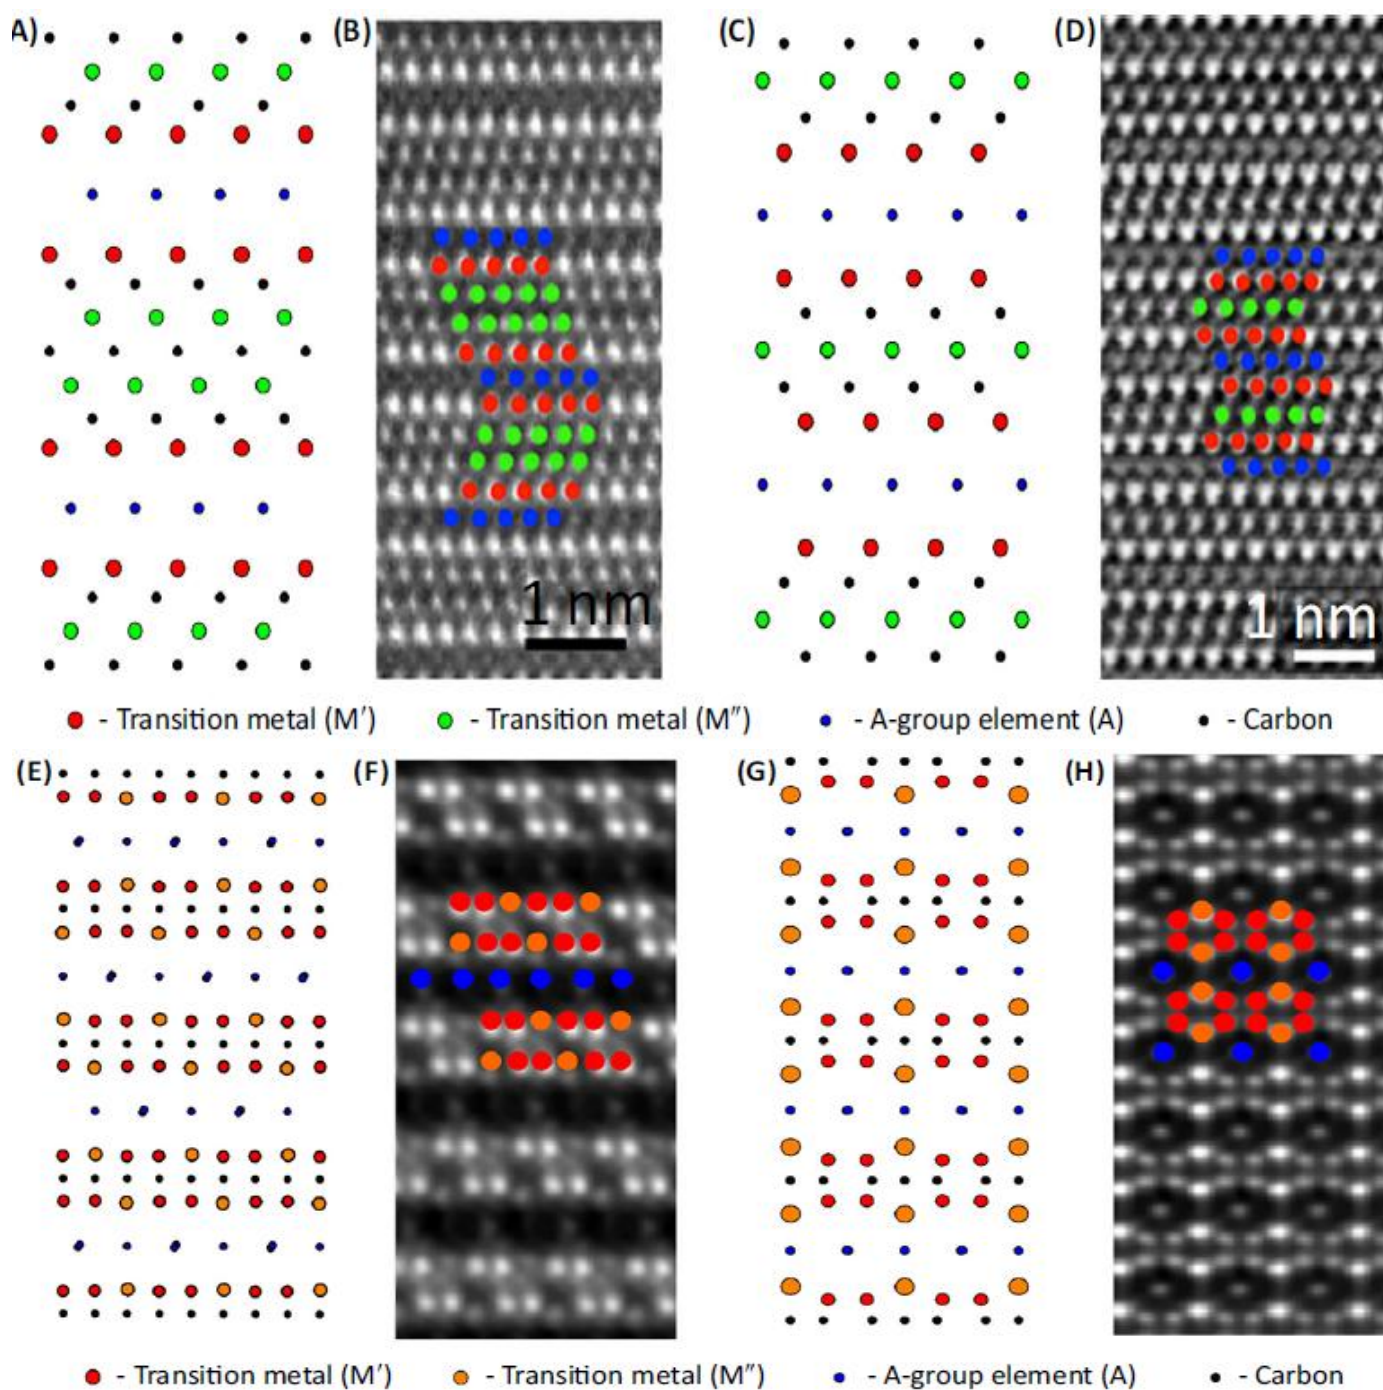 A) (B) (C) (D)
1 nm 1 nm
- Transition metal (M′) - Transition metal (M″) - A-group element (A) - Carbon
(E) (F) (G) (H)
- Transition metal (M′) - Transition metal (M″) - A-group element (A) - Carbon